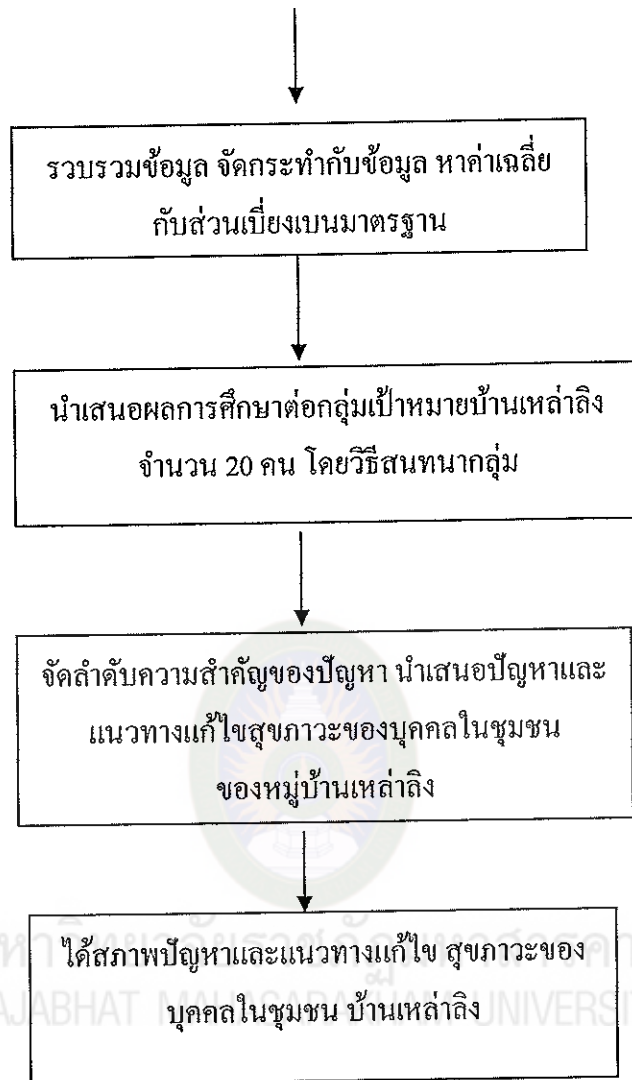 รวบรวมข้อมูล จัดกระทำกับข้อมูล หาค่าเฉลี่ย
กับส่วนเบี่ยงเบนมาตรฐาน
นำเสนอผลการศึกษาต่อกลุ่มเป้าหมายบ้านเหล่าลิง
จำนวน 20 คน โดยวิธีสนทนากลุ่ม
จัดลำดับความสำคัญของปัญหา นำเสนอปัญหาและ
แนวทางแก้ไขสุขภาวะของบุคคลในชุมชน
ของหมู่บ้านเหล่าลิง
ได้สภาพปัญหาและแนวทางแก้ไข สุขภาวะของ
บุคคลในชุมชน บ้านเหล่าลิง